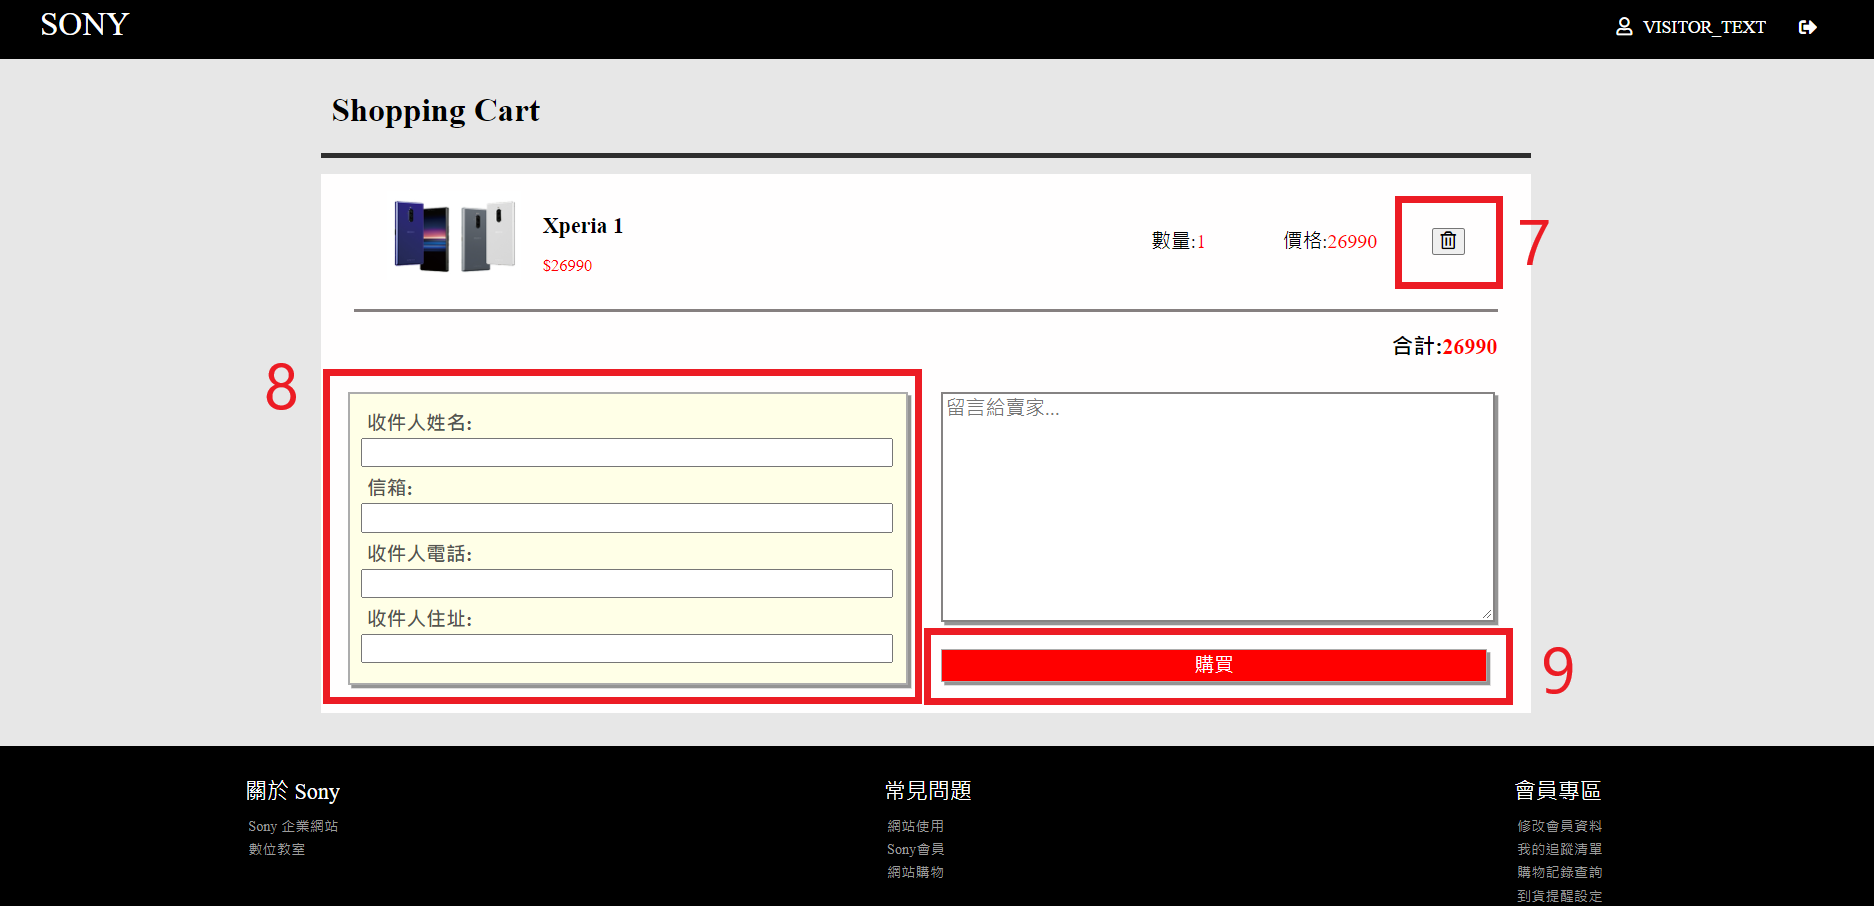 SONY
VISITOR_TEXT
Shopping Cart
Xperia 1
$26990
數量:1
價格:26990
7
合計:26990
8
收件人姓名:
信箱:
收件人電話:
收件人住址:
留言給賣家...
購買
9
關於 Sony
Sony 企業網站
數位教室
常見問題
網站使用
Sony會員
網站購物
會員專區
修改會員資料
我的追蹤清單
購物記錄查詢
到貨提醒設定